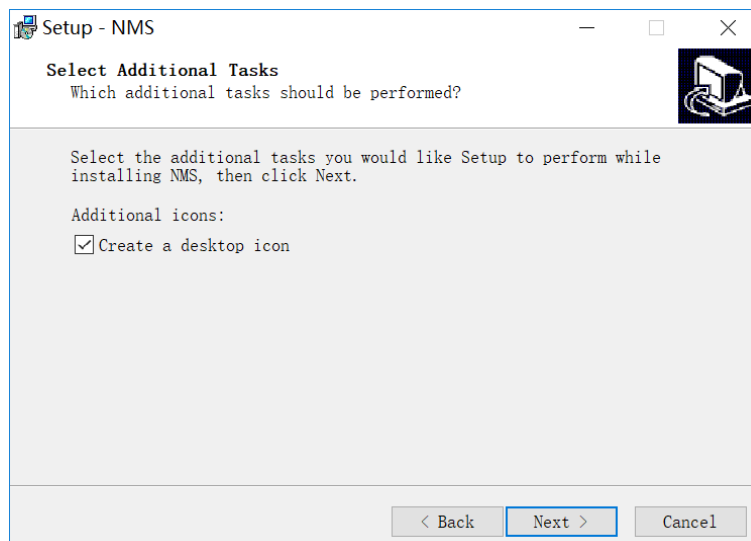 Setup - NMS
Select Additional Tasks
Which additional tasks should be performed?
Select the additional tasks you would like Setup to perform while
installing NMS, then click Next.
Additional icons:
Create a desktop icon
< Back
Next >
Cancel